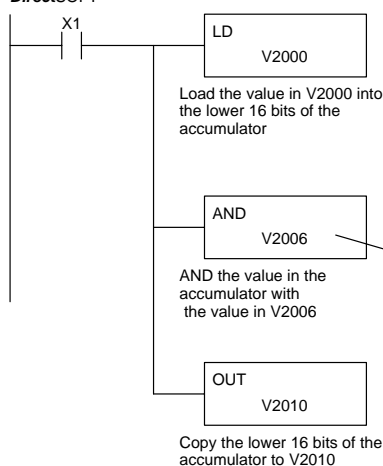 X1
LD
V2000
Load the value in V2000 into
the lower 16 bits of the
accumulator
AND
V2006
AND the value in the
accumulator with
the value in V2006
OUT
V2010
Copy the lower 16 bits of the
accumulator to V2010